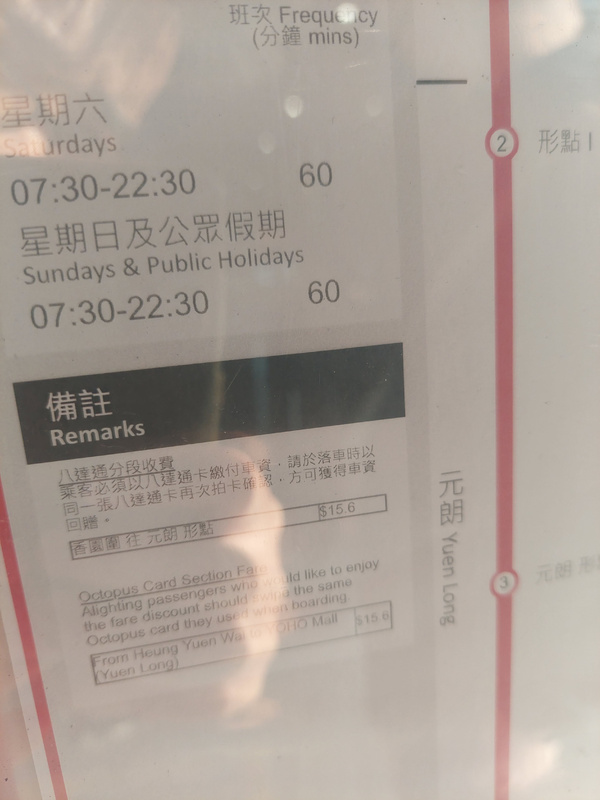 班次 Frequency
(分鐘 mins)
星期六
Saturdays
07:30-22:30 60
星期日及公眾假期
Sundays & Public Holidays
07:30-22:30 60
備註
Remarks
八達通分段收費
乘客必須以八達通卡繳付車資，請於落車時以
同一張八達通卡再次拍卡確認，方可獲得車資
回贈。
香園圍 往 元朗 形點 $15.6
Octopus Card Section Fare
Alighting passengers who would like to enjoy
the fare discount should swipe the same
Octopus card they used when boarding
From Heung Yuen Wai to YOHO Mall $15.6
(Yuen Long)
2 形點 I
元朗 Yuen Long
3 元朗 形